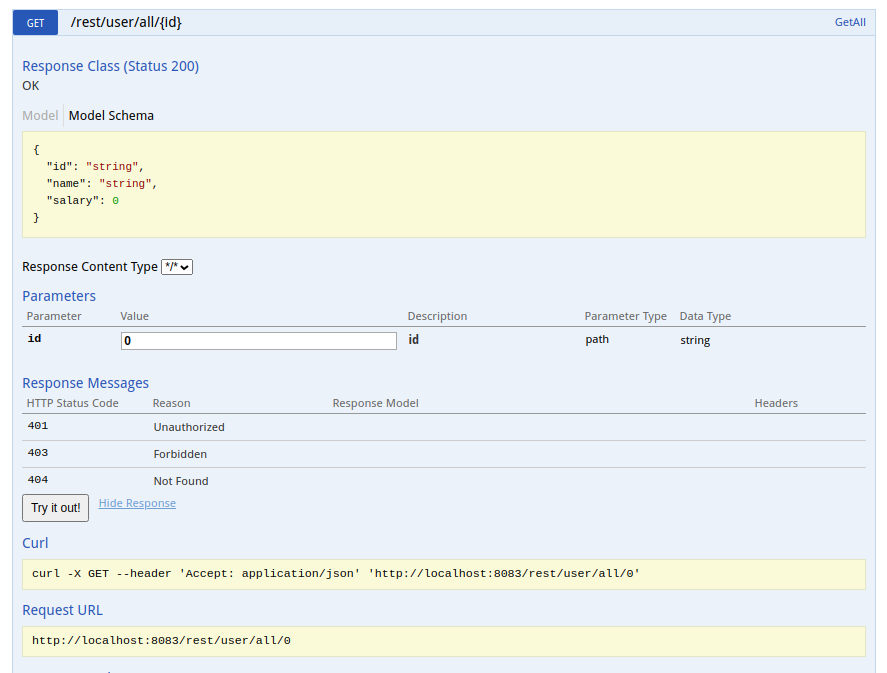 GET /rest/user/all/{id} GetAll
Response Class (Status 200)
OK
Model Model Schema
{
"id": "string",
"name": "string",
"salary": 0
}
Response Content Type */*
Parameters
Parameter Value Description Parameter Type Data Type
id 0 id path string
Response Messages
HTTP Status Code Reason Response Model Headers
401 Unauthorized
403 Forbidden
404 Not Found
Try it out! Hide Response
Curl
curl -X GET --header 'Accept: application/json' 'http://localhost:8083/rest/user/all/0'
Request URL
http://localhost:8083/rest/user/all/0